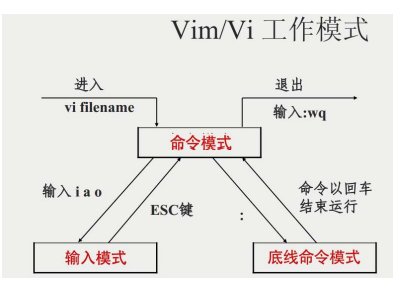 Vim/Vi 工作模式
进入
vi filename
退出
输入:wq
命令模式
输入 i a o
ESC键
:
命令以回车
结束运行
输入模式
底线命令模式